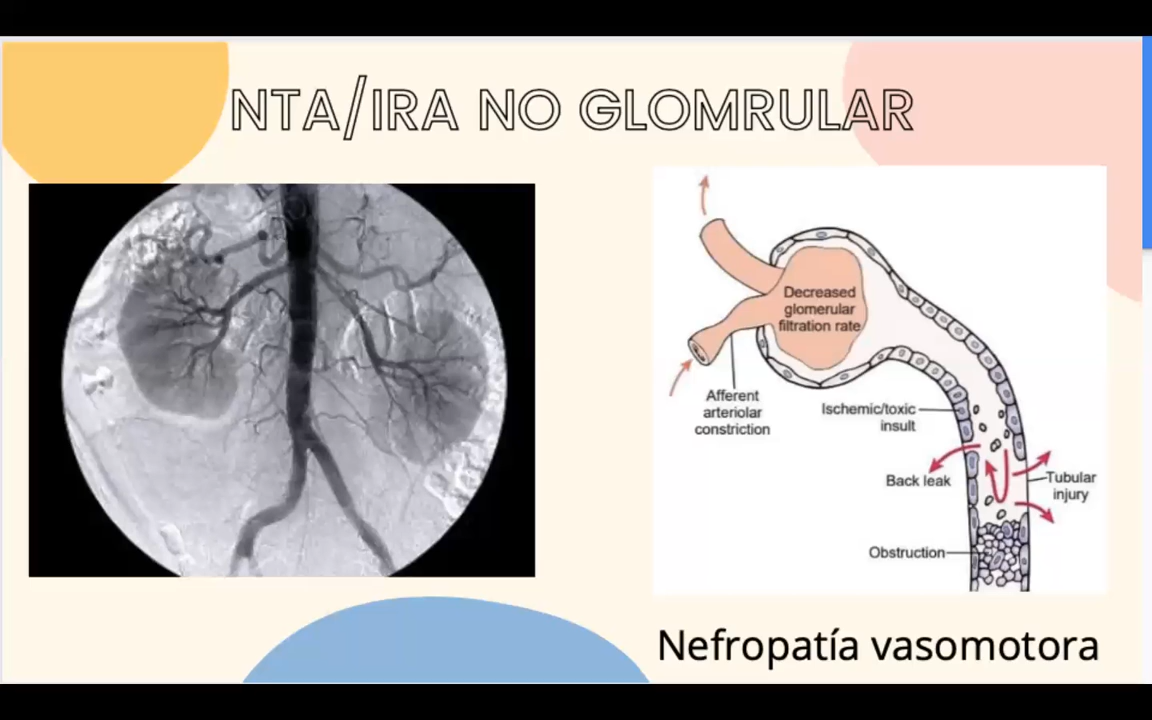 NTA/IRA NO GLOMRULAR
Decreased
glomerular
filtration rate
Afferent
arteriolar
constriction
Ischemic/toxic
insult
Back leak
Tubular
injury
Obstruction
Nefropatía vasomotora